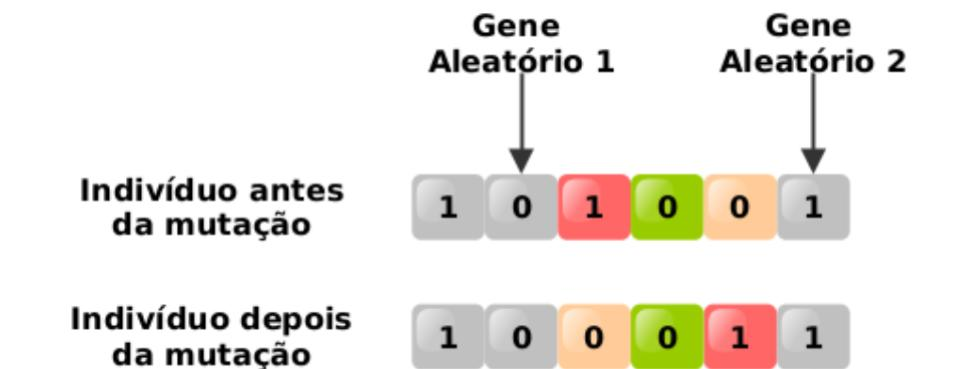 Gene
Aleatório 1
Gene
Aleatório 2
Indivíduo antes
da mutação
1 0 1 0 0 1
Indivíduo depois
da mutação
1 0 0 0 1 1